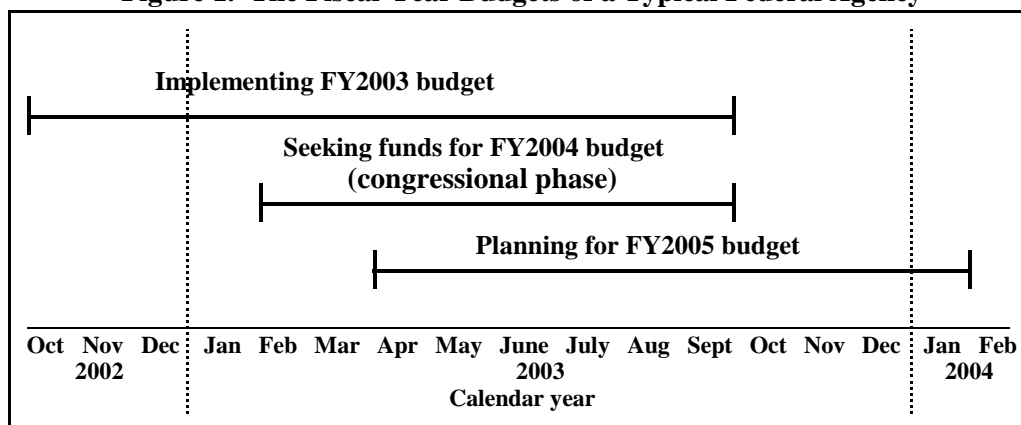 Figure 1. The Fiscal Year Budgets of a Typical Federal Agency
Implementing FY2003 budget
Seeking funds for FY2004 budget
(congressional phase)
Planning for FY2005 budget
Oct Nov Dec Jan Feb Mar Apr May June July Aug Sept Oct Nov Dec Jan Feb
2002 2003 2004
Calendar year